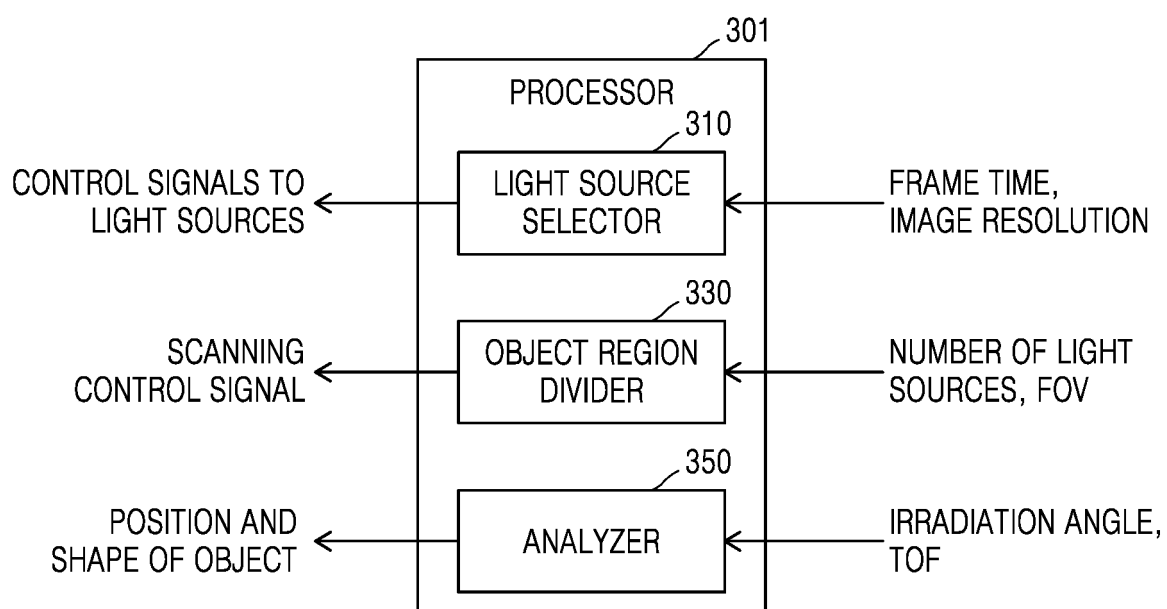 301
PROCESSOR
310
CONTROL SIGNALS TO
LIGHT SOURCES
LIGHT SOURCE
SELECTOR
FRAME TIME,
IMAGE RESOLUTION
330
SCANNING
CONTROL SIGNAL
OBJECT REGION
DIVIDER
NUMBER OF LIGHT
SOURCES, FOV
350
POSITION AND
SHAPE OF OBJECT
ANALYZER
IRRADIATION ANGLE,
TOF